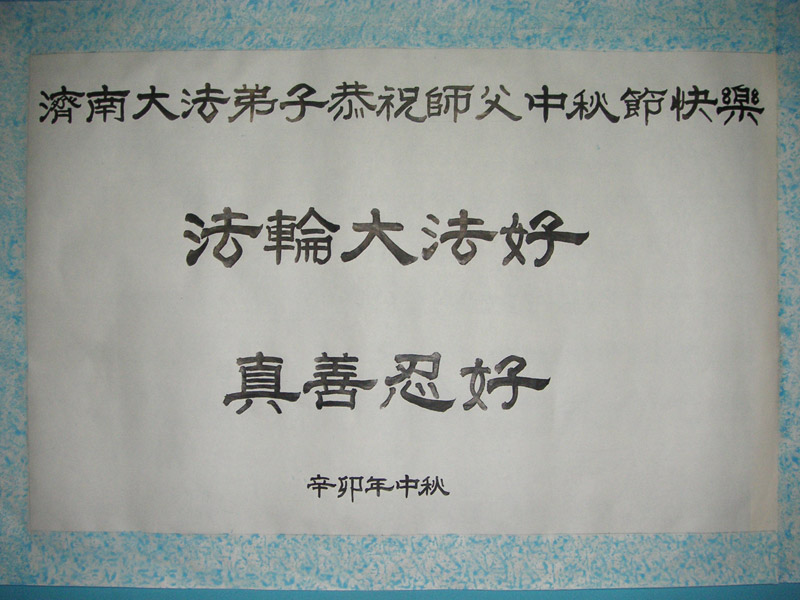 濟南大法弟子恭祝師父中秋節快樂
法輪大法好
真善忍好
辛卯年中秋